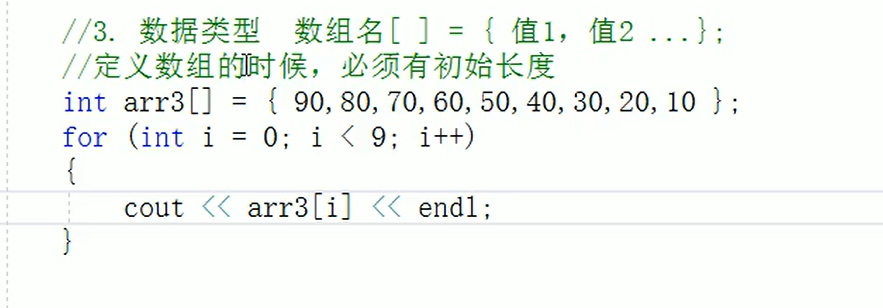 //3. 数据类型  数组名[ ] = { 值1，值2 ...};
//定义数组的时候，必须有初始长度
int arr3[] = { 90,80,70,60,50,40,30,20,10 };
for (int i = 0; i < 9; i++)
{
    cout << arr3[i] << endl;
}